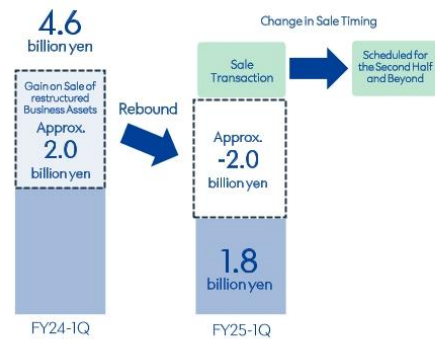 Change in Sale Timing
4.6
billion yen
Gain on Sale of
restructured
Business Assets
Approx.
2.0
billion yen
Rebound
Sale
Transaction
Scheduled for
the Second Half
and Beyond
Approx.
-2.0
billion yen
1.8
billion yen
FY24-1Q
FY25-1Q